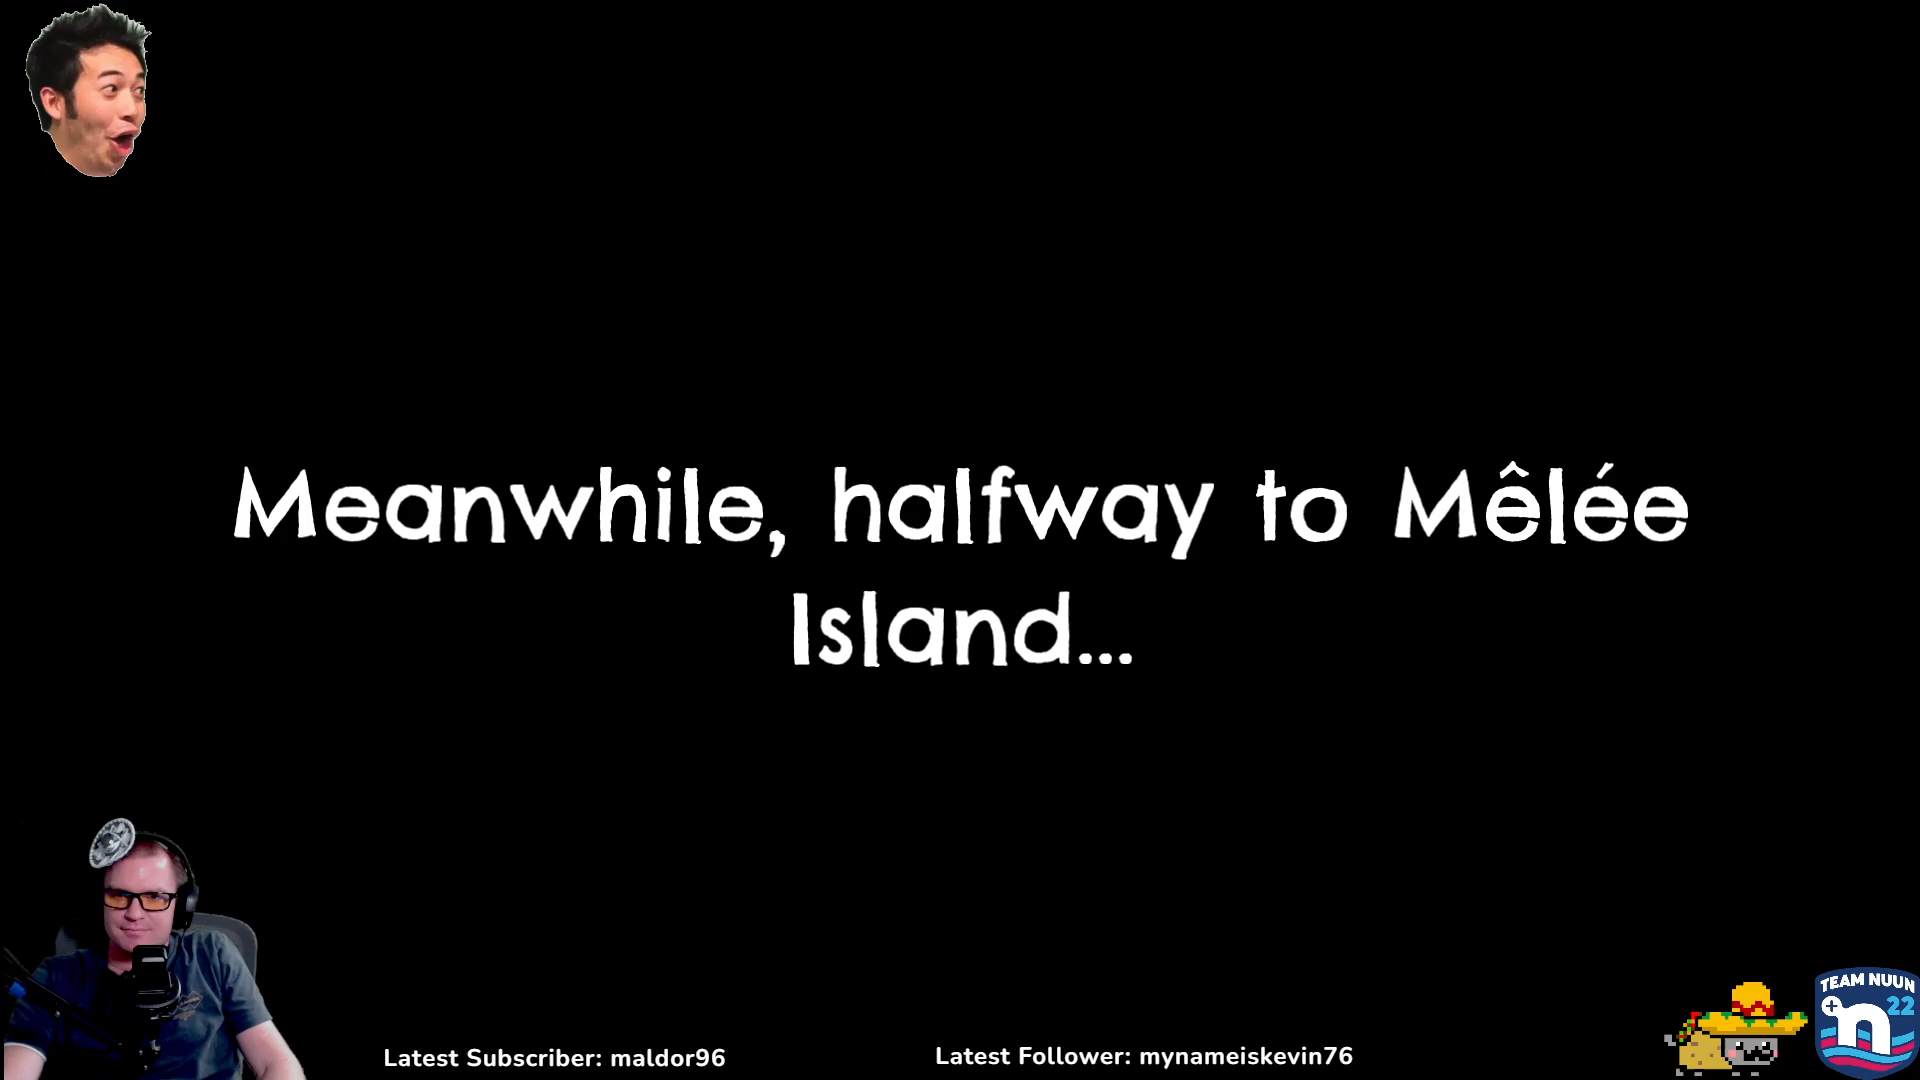 Meanwhile, halfway to Mêlée
Island...
Latest Subscriber: maldor96
Latest Follower: mynameiskevin76
TEAM NUUN
+n 22